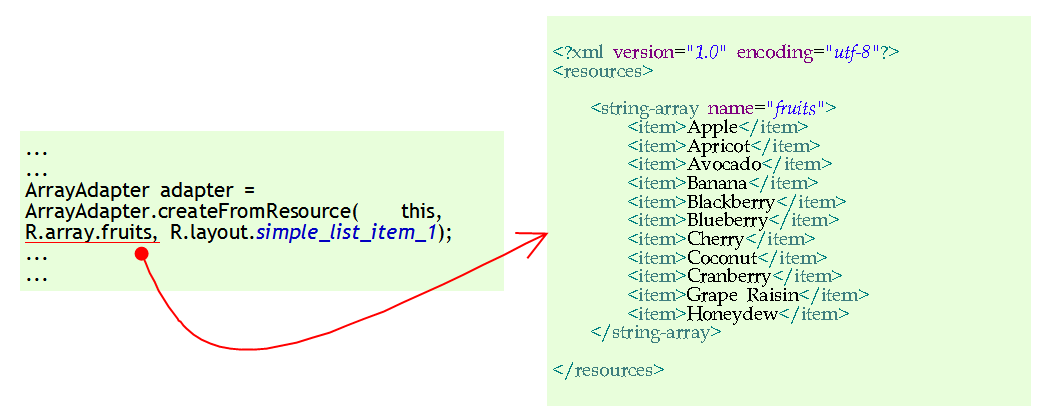 ...
...
ArrayAdapter adapter =
ArrayAdapter.createFromResource( this,
R.array.fruits, R.layout.simple_list_item_1);
...
...
<?xml version="1.0" encoding="utf-8"?>
<resources>
<string-array name="fruits">
<item>Apple</item>
<item>Apricot</item>
<item>Avocado</item>
<item>Banana</item>
<item>Blackberry</item>
<item>Blueberry</item>
<item>Cherry</item>
<item>Coconut</item>
<item>Cranberry</item>
<item>Grape Raisin</item>
<item>Honeydew</item>
</string-array>
</resources>